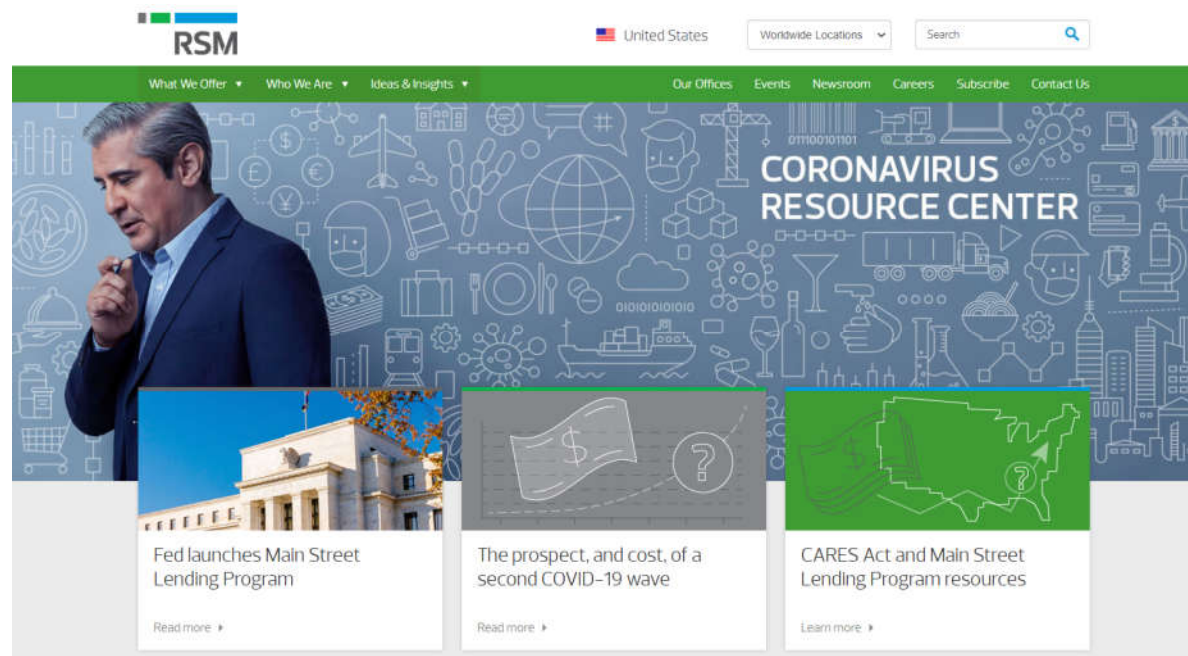 RSM
United States
Worldwide Locations
Search
What We Offer
Who We Are
Ideas & Insights
Our Offices
Events
Newsroom
Careers
Subscribe
Contact Us
011100101101
CORONAVIRUS
RESOURCE CENTER
010101010101
Fed launches Main Street
Lending Program
Read more
The prospect, and cost, of a
second COVID-19 wave
Read more
CARES Act and Main Street
Lending Program resources
Learn more